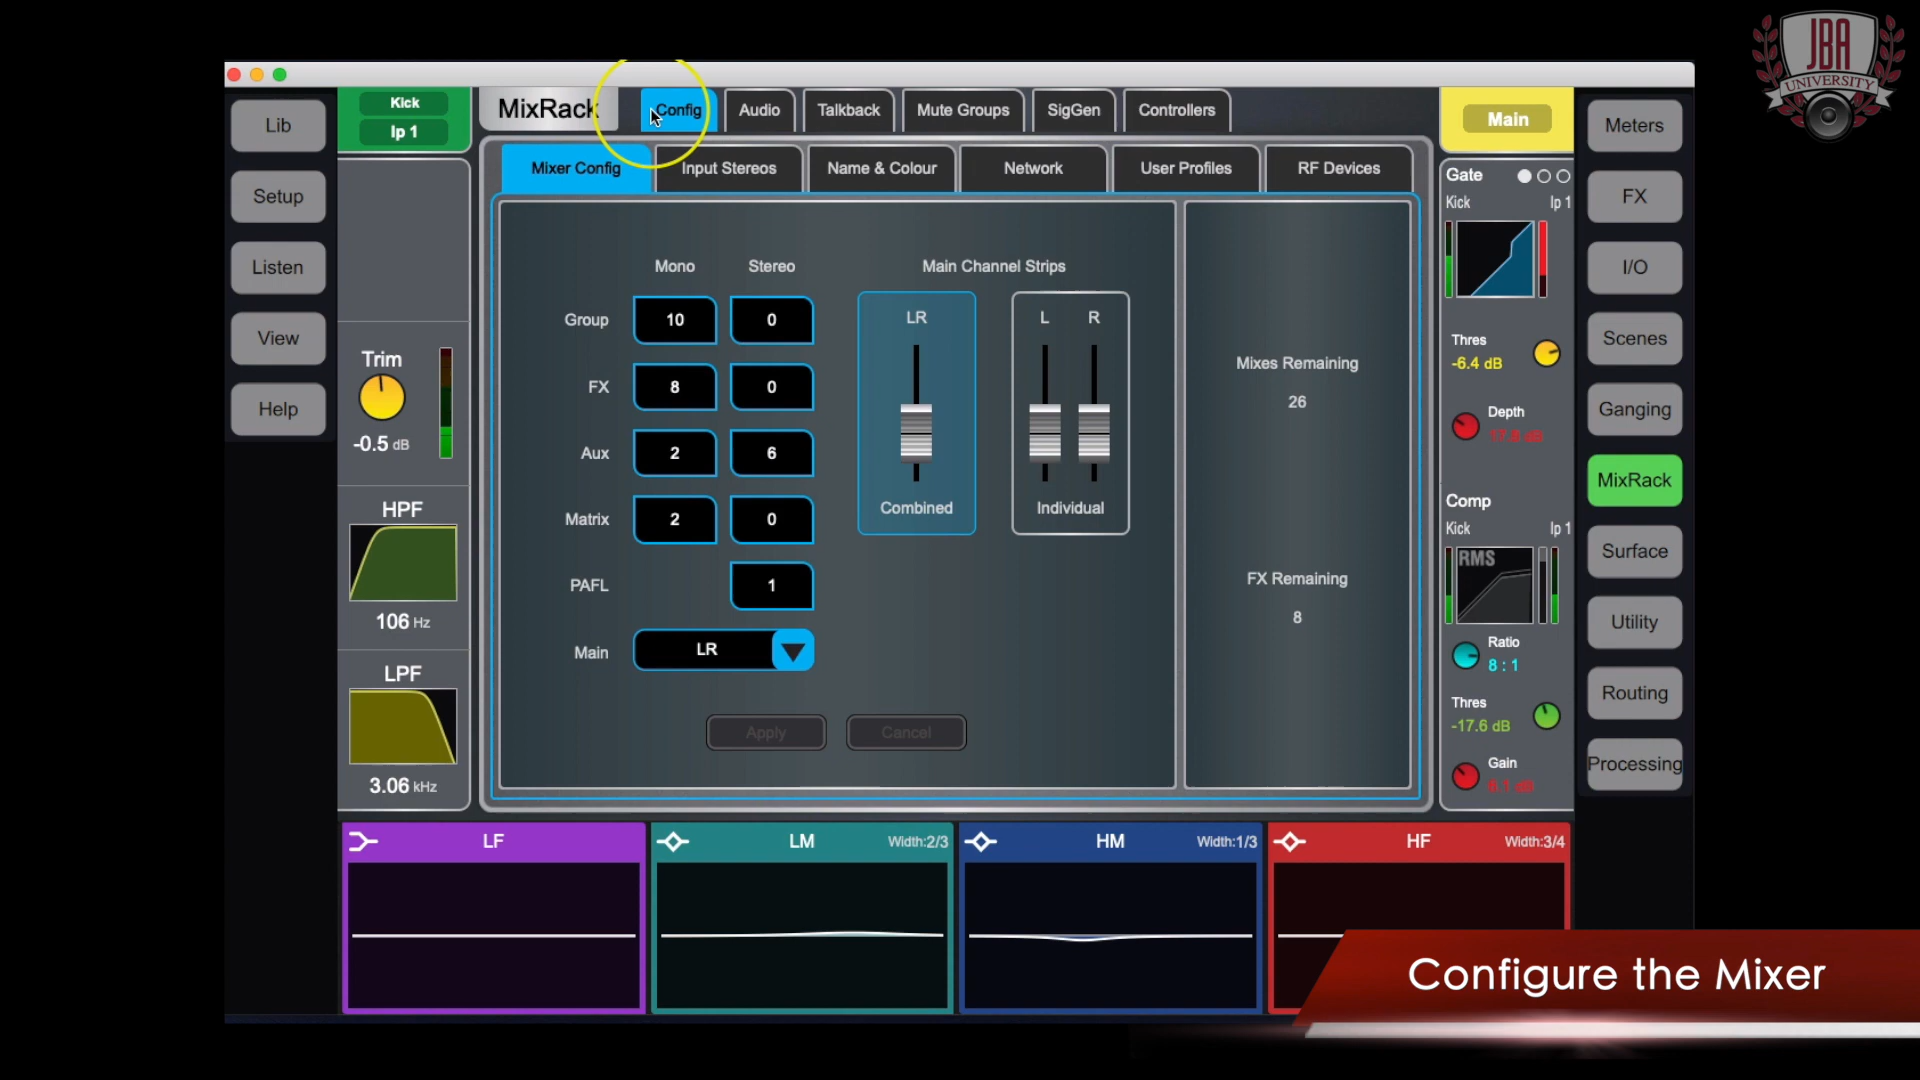 JBA
UNIVERSITY
Lib
Setup
Listen
View
Help
Kick
Ip 1
Trim
-0.5 dB
HPF
106 Hz
LPF
3.06 kHz
MixRack
Config
Audio
Talkback
Mute Groups
SigGen
Controllers
Mixer Config
Input Stereos
Name & Colour
Network
User Profiles
RF Devices
Mono
Stereo
Main Channel Strips
Group
10
0
FX
8
0
Aux
2
6
Matrix
2
0
PAFL
1
Main
LR
LR
Combined
L
R
Individual
Apply
Cancel
Mixes Remaining
26
FX Remaining
8
Main
Gate
Kick
Ip 1
Thres
-6.4 dB
Depth
17.8 dB
Comp
Kick
Ip 1
RMS
Ratio
8 : 1
Thres
-17.6 dB
Gain
6.1 dB
Meters
FX
I/O
Scenes
Ganging
MixRack
Surface
Utility
Routing
Processing
LF
LM
Width:2/3
HM
Width:1/3
HF
Width:3/4
Configure the Mixer